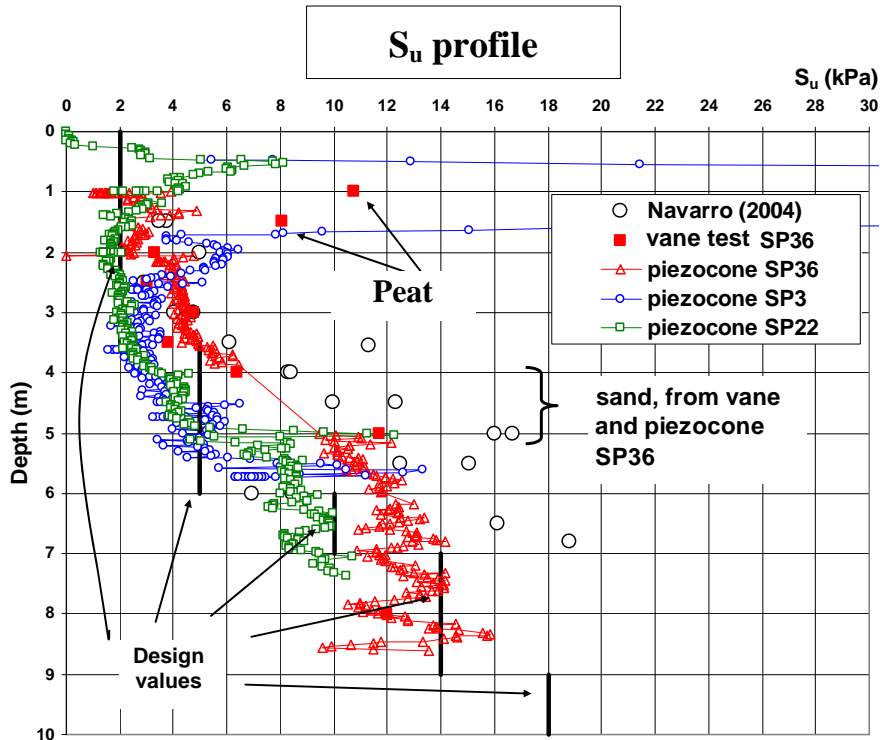 Su profile
Su (kPa)
0 2 4 6 8 10 12 14 16 18 20 22 24 26 28 30
0
1
2
3
4
5
6
7
8
9
10
Depth (m)
Navarro (2004)
vane test SP36
piezocone SP36
piezocone SP3
piezocone SP22
Peat
sand, from vane
and piezocone
SP36
Design
values